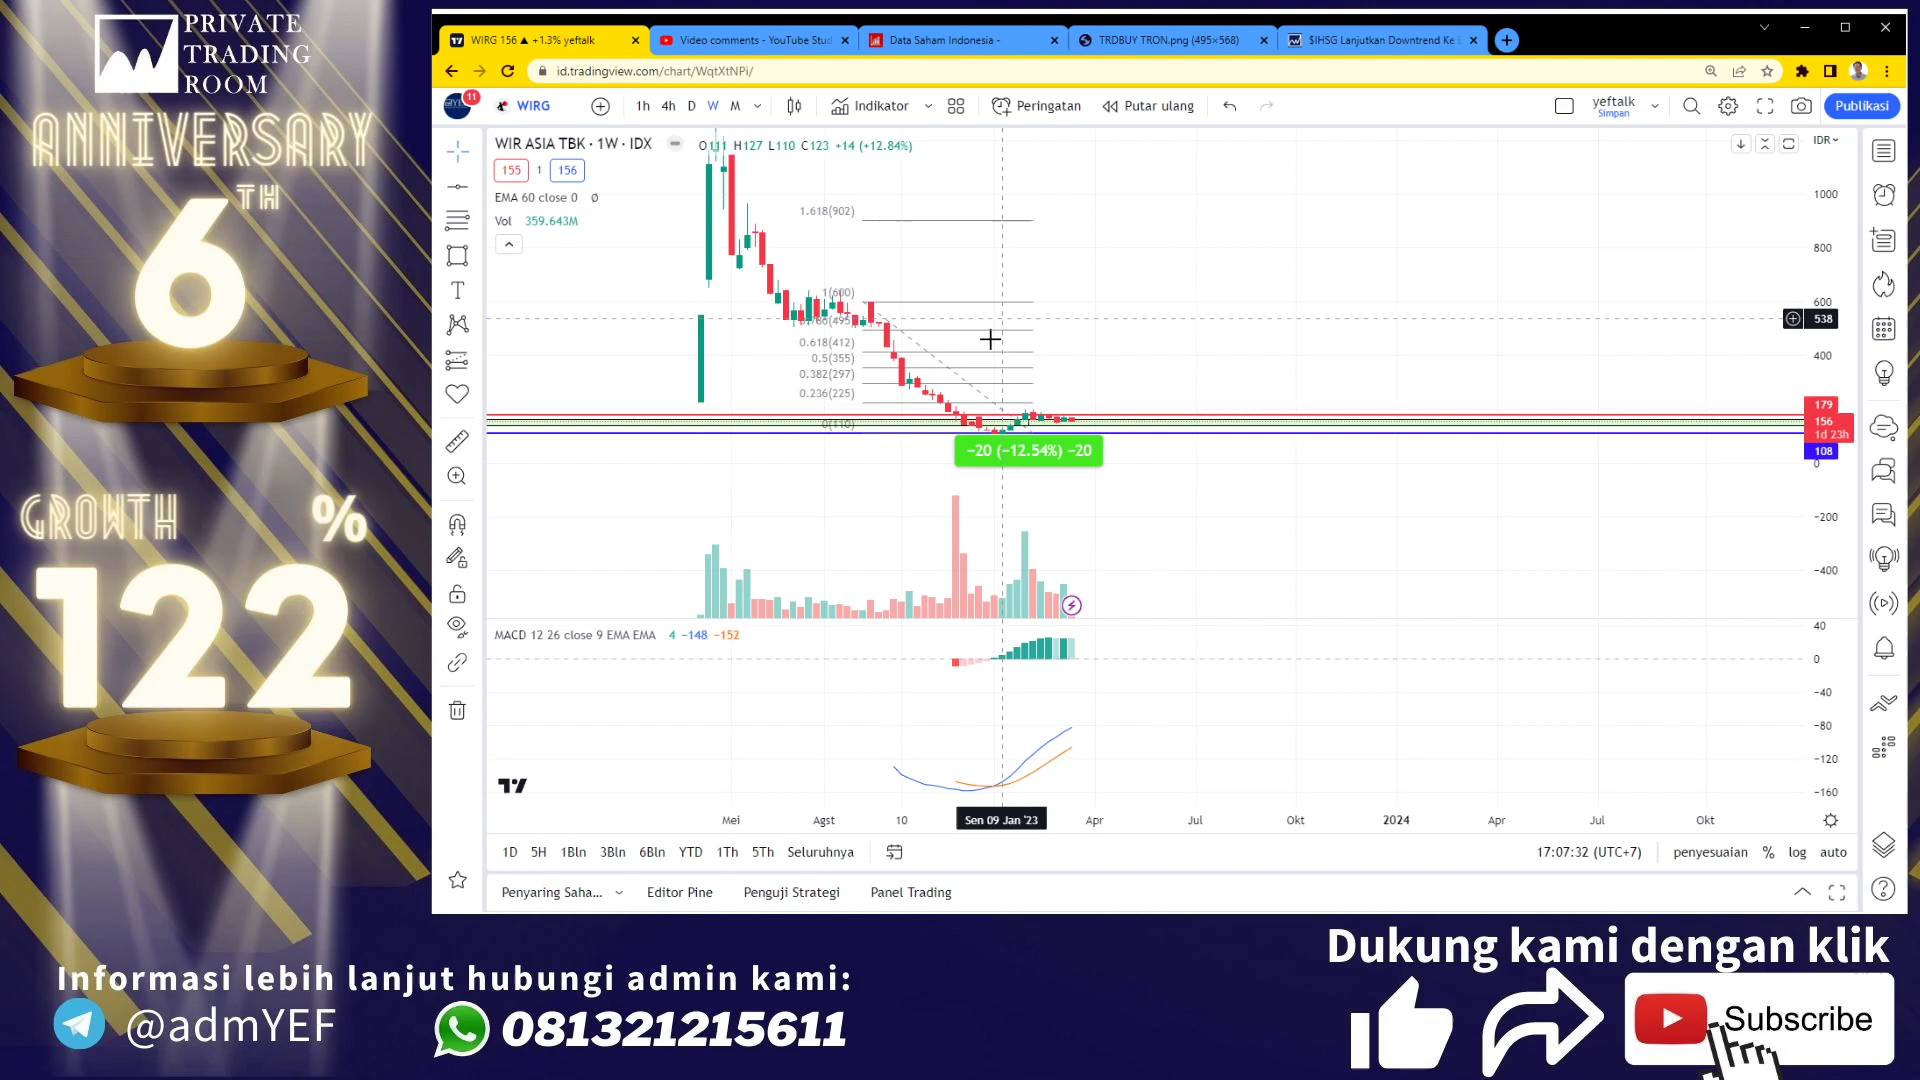 PRIVATE
TRADING
ROOM
ANNIVERSARY
6TH
GROWTH %
122
WIRG 156 ▲ +1.3% yeftalk
Video comments - YouTube Stud
Data Saham Indonesia -
TRDBUY TRON.png (495×568)
$IHSG Lanjutkan Downtrend Ke
id.tradingview.com/chart/WqtXtNPi/
11
WIRG
1h 4h D W M
Indikator
Peringatan
Putar ulang
yeftalk
Simpan
Publikasi
WIR ASIA TBK · 1W · IDX
O111 H127 L110 C123 +14 (+12.84%)
IDR
155 1 156
EMA 60 close 0 Ø
Vol 359.643M
1.618(902)
1(600)
0.786(495)
0.618(412)
0.5(355)
0.382(297)
0.236(225)
0(110)
−20 (−12.54%) −20
1000
800
600
538
400
179
156
1d 23h
108
0
−200
−400
MACD 12 26 close 9 EMA EMA 4 −148 −152
40
0
−40
−80
−120
−160
Mei Agst 10 Sen 09 Jan '23 Apr Jul Okt 2024 Apr Jul Okt
1D 5H 1Bln 3Bln 6Bln YTD 1Th 5Th Seluruhnya
17:07:32 (UTC+7) penyesuaian % log auto
Penyaring Saha... Editor Pine Penguji Strategi Panel Trading
Dukung kami dengan klik
Informasi lebih lanjut hubungi admin kami:
@admYEF
081321215611
Subscribe